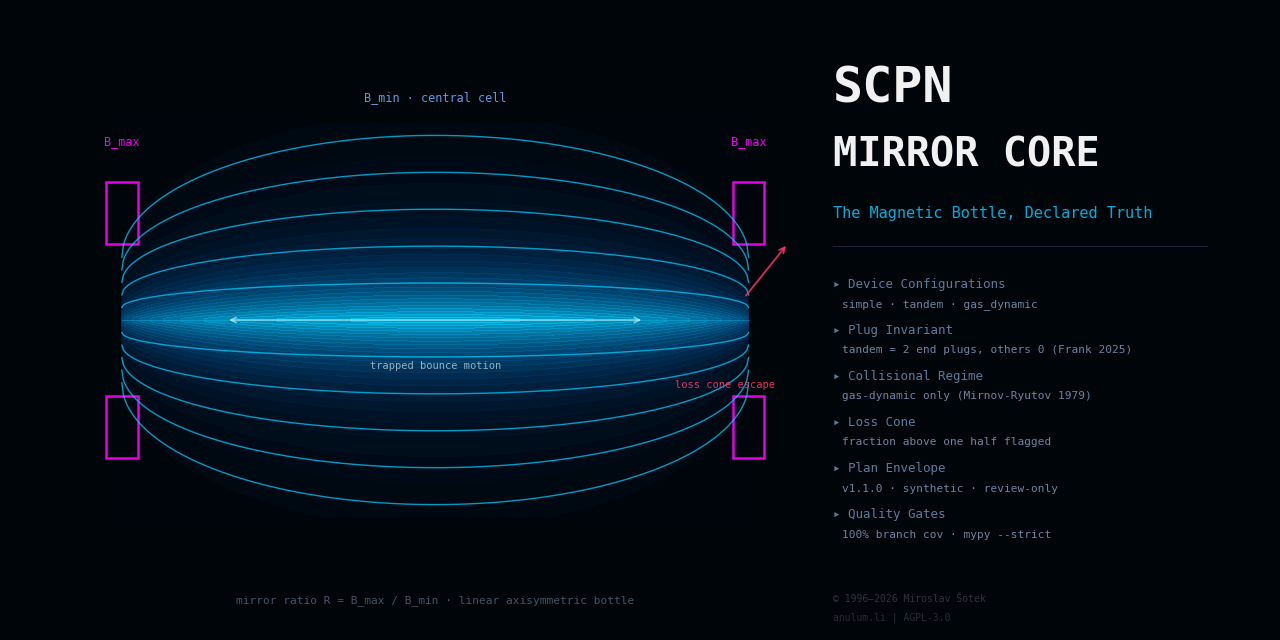 B_min · central cell
B_max
B_max
trapped bounce motion
loss cone escape
mirror ratio R = B_max / B_min · linear axisymmetric bottle
SCPN
MIRROR CORE
The Magnetic Bottle, Declared Truth
▸ Device Configurations
simple · tandem · gas_dynamic
▸ Plug Invariant
tandem = 2 end plugs, others 0 (Frank 2025)
▸ Collisional Regime
gas-dynamic only (Mirnov-Ryutov 1979)
▸ Loss Cone
fraction above one half flagged
▸ Plan Envelope
v1.1.0 · synthetic · review-only
▸ Quality Gates
100% branch cov · mypy --strict
© 1996–2026 Miroslav Šotek
anulum.li | AGPL-3.0